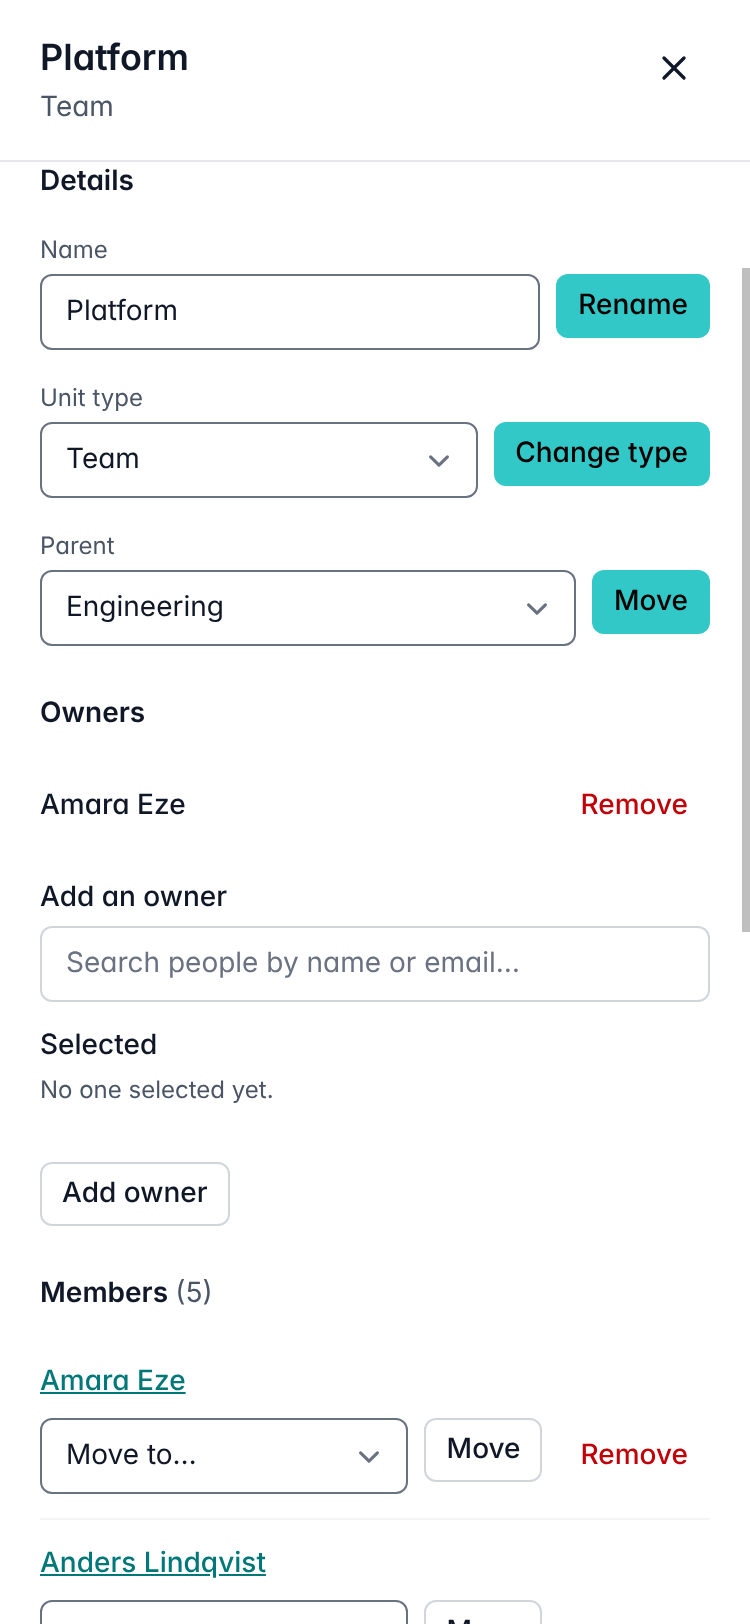 Platform
Team
Details
Name
Platform
Rename
Unit type
Team
Change type
Parent
Engineering
Move
Owners
Amara Eze
Remove
Add an owner
Search people by name or email...
Selected
No one selected yet.
Add owner
Members (5)
Amara Eze
Move to...
Move
Remove
Anders Lindqvist